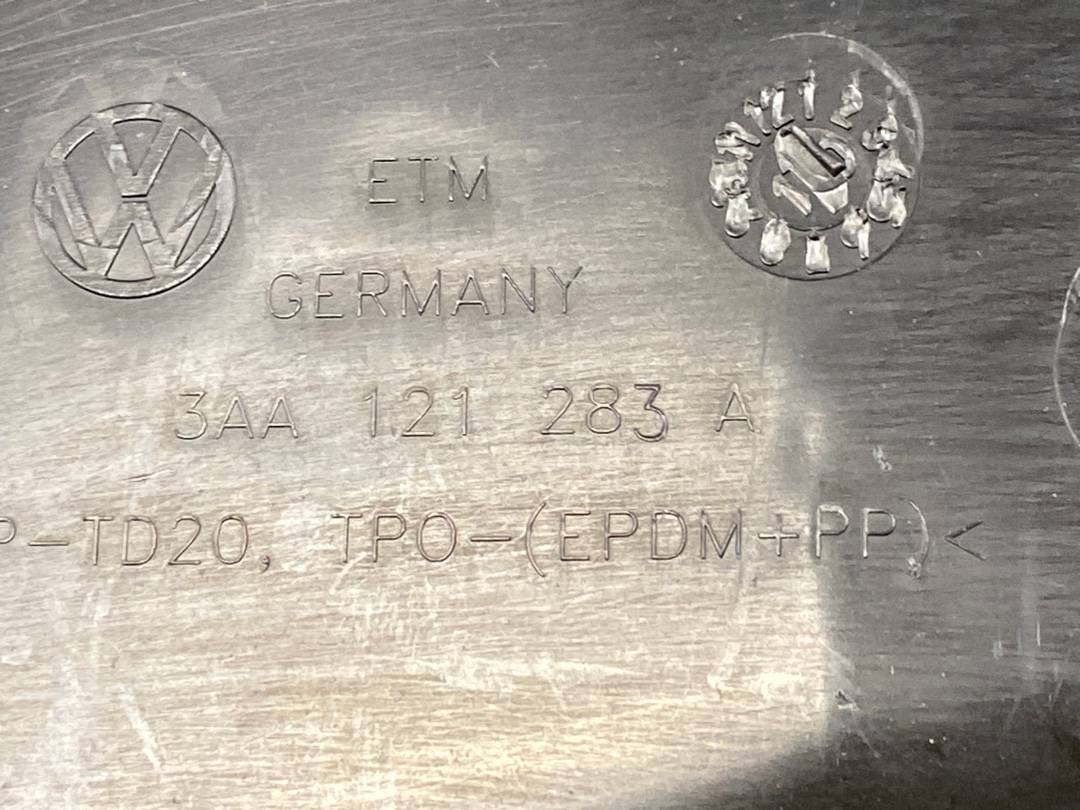 ETM
GERMANY
3AA 121 283 A
P-TD20, TPO-(EPDM+PP)<